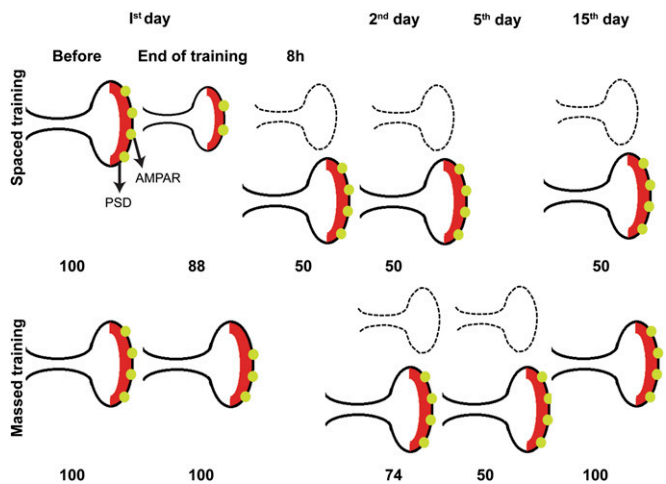 Iˢᵗ day
2ⁿᵈ day
5ᵗʰ day
15ᵗʰ day
Before
End of training
8h
Spaced training
AMPAR
PSD
100
88
50
50
50
Massed training
100
100
74
50
100